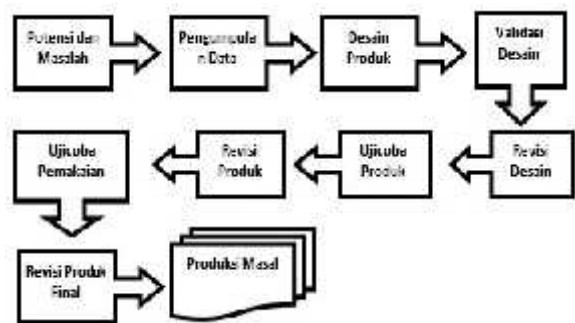 Potensi dan
Masalah
Pengumpula
n Data
Desain
Produk
Validasi
Desain
Ujicoba
Pemakaian
Revisi
Produk
Ujicoba
Produk
Revisi
Desain
Revisi Produk
Final
Produksi Masal